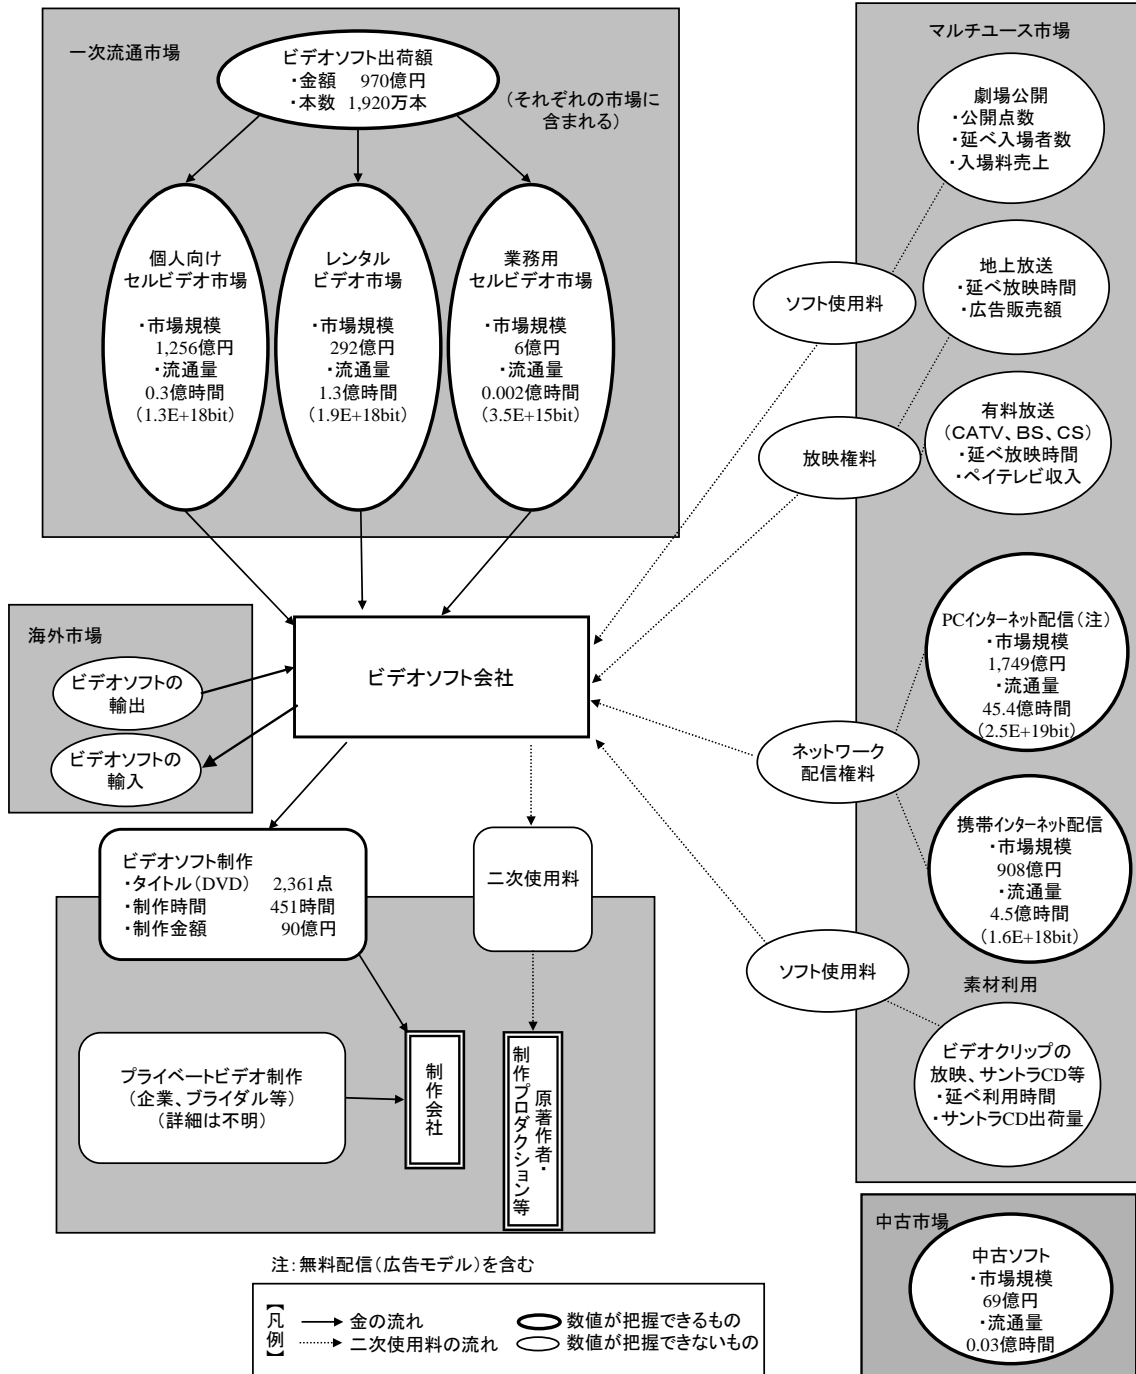 一次流通市場
ビデオソフト出荷額
・金額 970億円
・本数 1,920万本
（それぞれの市場に
含まれる）
個人向け
セルビデオ市場
・市場規模
1,256億円
・流通量
0.3億時間
（1.3E+18bit）
レンタル
ビデオ市場
・市場規模
292億円
・流通量
1.3億時間
（1.9E+18bit）
業務用
セルビデオ市場
・市場規模
6億円
・流通量
0.002億時間
（3.5E+15bit）
マルチユース市場
劇場公開
・公開点数
・延べ入場者数
・入場料売上
ソフト使用料
地上放送
・延べ放映時間
・広告販売額
放映権料
有料放送
（CATV、BS、CS）
・延べ放映時間
・ペイテレビ収入
PCインターネット配信（注）
・市場規模
1,749億円
・流通量
45.4億時間
（2.5E+19bit）
ネットワーク
配信権料
携帯インターネット配信
・市場規模
908億円
・流通量
4.5億時間
（1.6E+18bit）
ソフト使用料
素材利用
ビデオクリップの
放映、サントラCD等
・延べ利用時間
・サントラCD出荷量
海外市場
ビデオソフトの
輸出
ビデオソフトの
輸入
ビデオソフト会社
ビデオソフト制作
・タイトル（DVD） 2,361点
・制作時間 451時間
・制作金額 90億円
二次使用料
プライベートビデオ制作
（企業、ブライダル等）
（詳細は不明）
制作会社
原著作者・
制作プロダクション等
中古市場
中古ソフト
・市場規模
69億円
・流通量
0.03億時間
注：無料配信（広告モデル）を含む
【凡例】
金の流れ
二次使用料の流れ
数値が把握できるもの
数値が把握できないもの